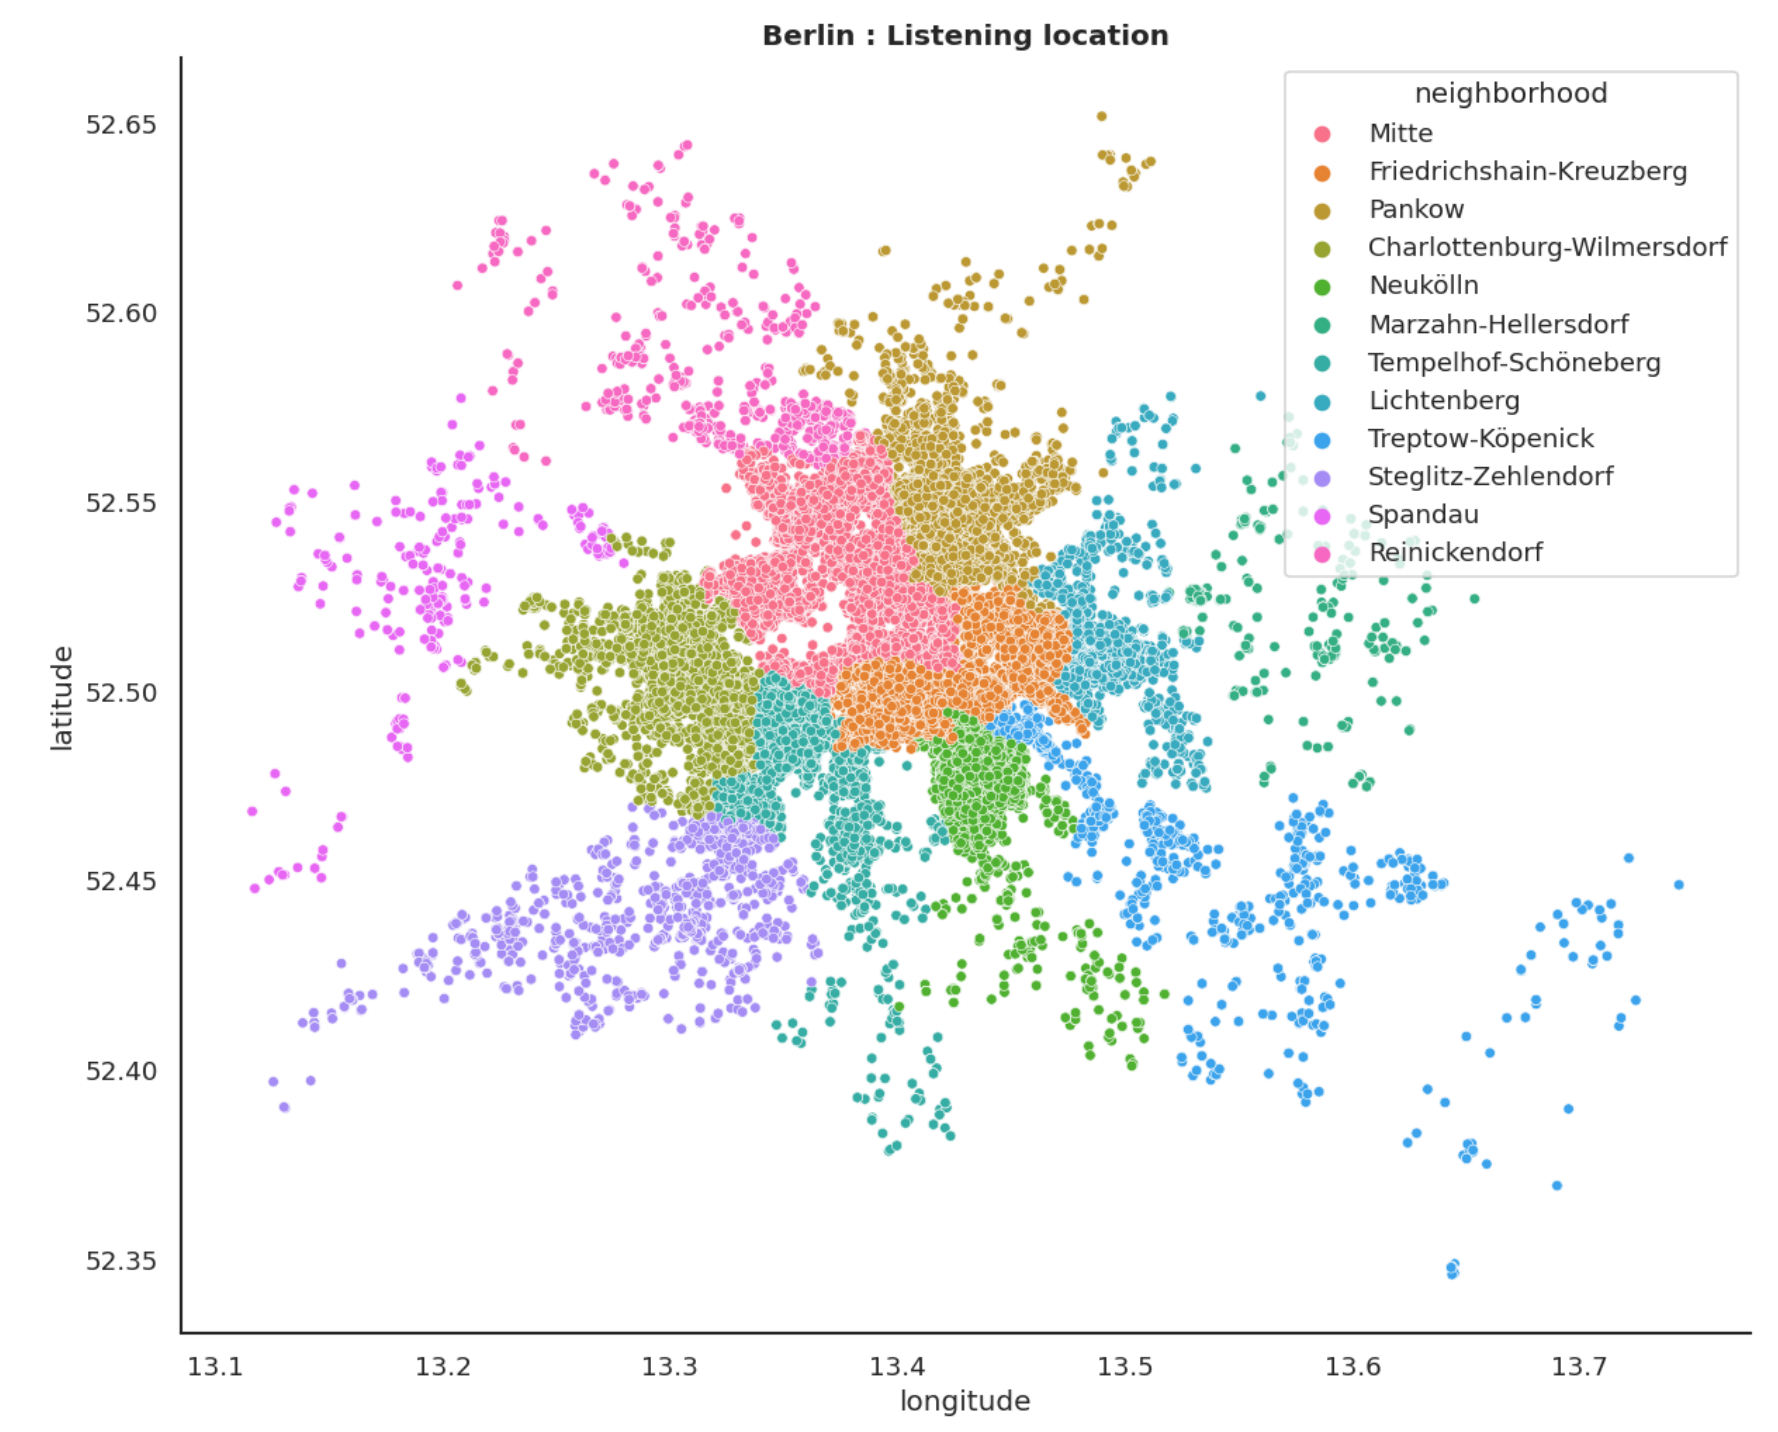 Berlin : Listening location
neighborhood
Mitte
Friedrichshain-Kreuzberg
Pankow
Charlottenburg-Wilmersdorf
Neukölln
Marzahn-Hellersdorf
Tempelhof-Schöneberg
Lichtenberg
Treptow-Köpenick
Steglitz-Zehlendorf
Spandau
Reinickendorf
latitude
52.65
52.60
52.55
52.50
52.45
52.40
52.35
13.1 13.2 13.3 13.4 13.5 13.6 13.7
longitude